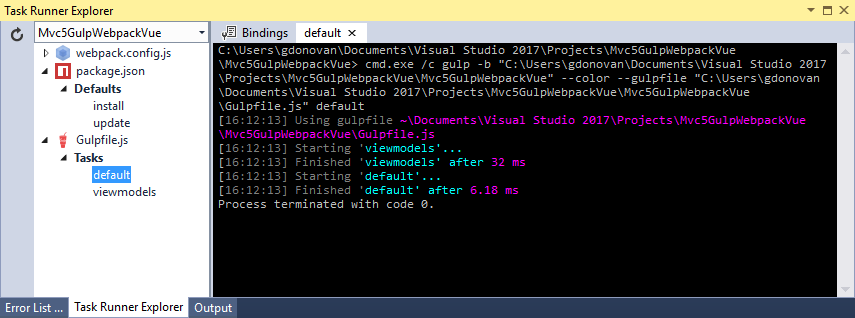 Task Runner Explorer
Mvc5GulpWebpackVue
webpack.config.js
package.json
Defaults
install
update
Gulpfile.js
Tasks
default
viewmodels
Bindings default
C:\Users\gdonovan\Documents\Visual Studio 2017\Projects\Mvc5GulpWebpackVue
\Mvc5GulpWebpackVue> cmd.exe /c gulp -b "C:\Users\gdonovan\Documents\Visual Studio 2017
\Projects\Mvc5GulpWebpackVue\Mvc5GulpWebpackVue" --color --gulpfile "C:\Users\gdonovan
\Documents\Visual Studio 2017\Projects\Mvc5GulpWebpackVue\Mvc5GulpWebpackVue
\Gulpfile.js" default
[16:12:13] Using gulpfile ~\Documents\Visual Studio 2017\Projects\Mvc5GulpWebpackVue
\Mvc5GulpWebpackVue\Gulpfile.js
[16:12:13] Starting 'viewmodels'...
[16:12:13] Finished 'viewmodels' after 32 ms
[16:12:13] Starting 'default'...
[16:12:13] Finished 'default' after 6.18 ms
Process terminated with code 0.
Error List ... Task Runner Explorer Output